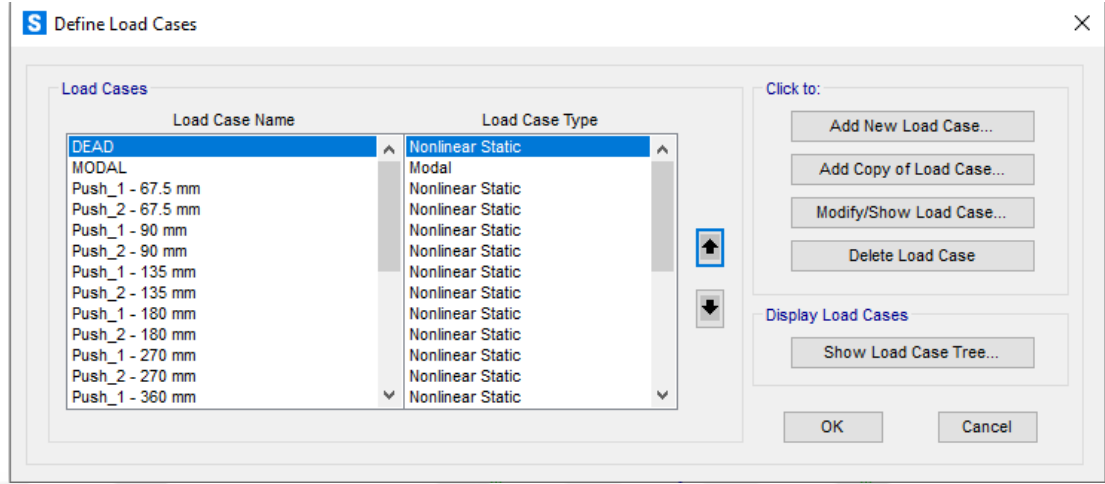 S Define Load Cases
Load Cases
Load Case Name Load Case Type
DEAD Nonlinear Static
MODAL Modal
Push_1 - 67.5 mm Nonlinear Static
Push_2 - 67.5 mm Nonlinear Static
Push_1 - 90 mm Nonlinear Static
Push_2 - 90 mm Nonlinear Static
Push_1 - 135 mm Nonlinear Static
Push_2 - 135 mm Nonlinear Static
Push_1 - 180 mm Nonlinear Static
Push_2 - 180 mm Nonlinear Static
Push_1 - 270 mm Nonlinear Static
Push_2 - 270 mm Nonlinear Static
Push_1 - 360 mm Nonlinear Static
Click to:
Add New Load Case...
Add Copy of Load Case...
Modify/Show Load Case...
Delete Load Case
Display Load Cases
Show Load Case Tree...
OK Cancel